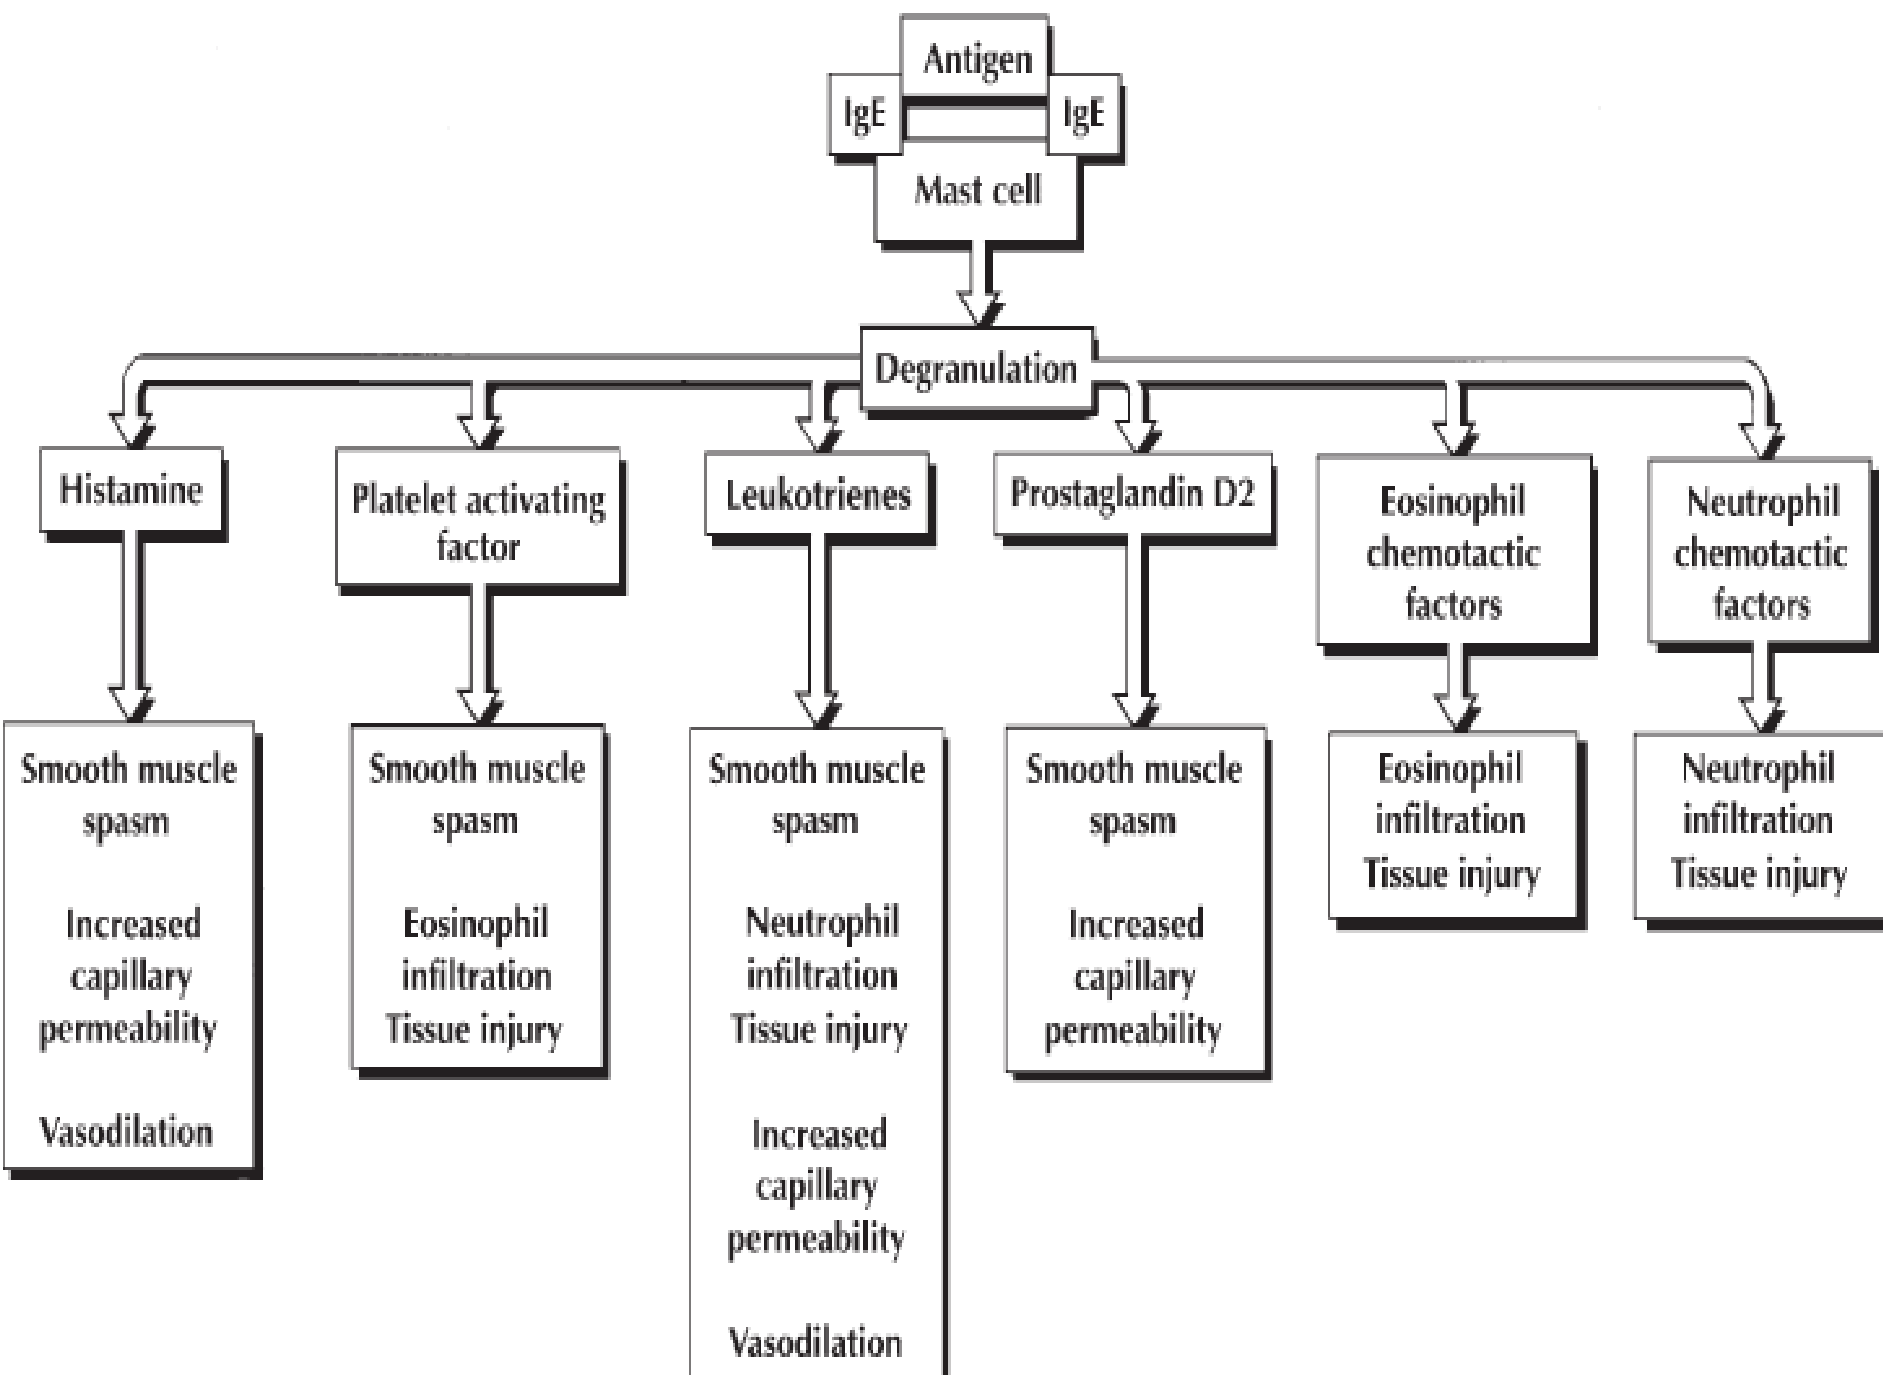 Antigen
IgE
IgE
Mast cell
Degranulation
Histamine
Platelet activating
factor
Leukotrienes
Prostaglandin D2
Eosinophil
chemotactic
factors
Neutrophil
chemotactic
factors
Smooth muscle
spasm
Increased
capillary
permeability
Vasodilation
Smooth muscle
spasm
Eosinophil
infiltration
Tissue injury
Smooth muscle
spasm
Neutrophil
infiltration
Tissue injury
Increased
capillary
permeability
Vasodilation
Smooth muscle
spasm
Increased
capillary
permeability
Eosinophil
infiltration
Tissue injury
Neutrophil
infiltration
Tissue injury